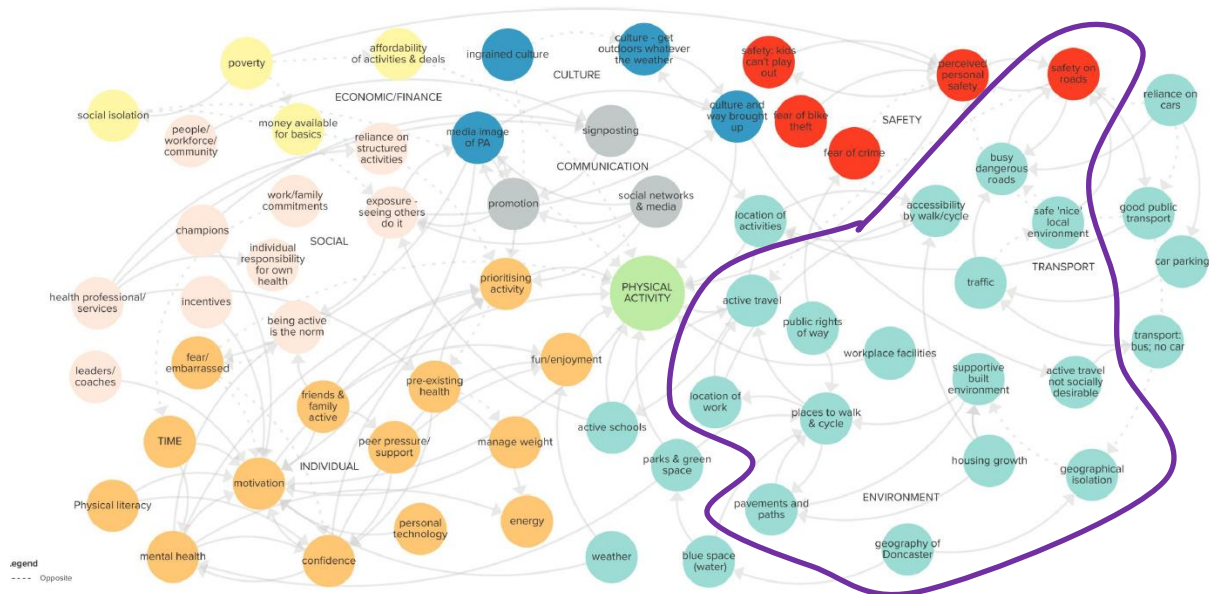 poverty
affordability
of activities & deals
ingrained culture
culture - get
outdoors whatever
the weather
safety: kids
can't play
out
perceived
personal
safety
safety on
roads
reliance on
cars
CULTURE
ECONOMIC/FINANCE
social isolation
people/
workforce/
community
money available
for basics
reliance on
structured
activities
media image
of PA
signposting
COMMUNICATION
culture and
way brought
up
fear of bike
theft
SAFETY
fear of crime
busy
dangerous
roads
work/family
commitments
exposure -
seeing others
do it
promotion
social networks
& media
location of
activities
accessibility
by walk/cycle
safe 'nice'
local
environment
good public
transport
champions
SOCIAL
individual
responsibility
for own
health
prioritising
activity
PHYSICAL
ACTIVITY
TRANSPORT
car parking
traffic
health professional/
services
incentives
being active
is the norm
active travel
public rights
of way
workplace facilities
transport:
bus; no car
fear/
embarrassed
fun/enjoyment
leaders/
coaches
friends &
family
active
pre-existing
health
supportive
built
environment
active travel
not socially
desirable
location of
work
places to walk
& cycle
TIME
peer pressure/
support
manage weight
active schools
parks & green
space
housing growth
geographical
isolation
INDIVIDUAL
motivation
ENVIRONMENT
Physical literacy
pavements and
paths
personal
technology
energy
mental health
confidence
weather
blue space
(water)
geography of
Doncaster
.egend
Opposite